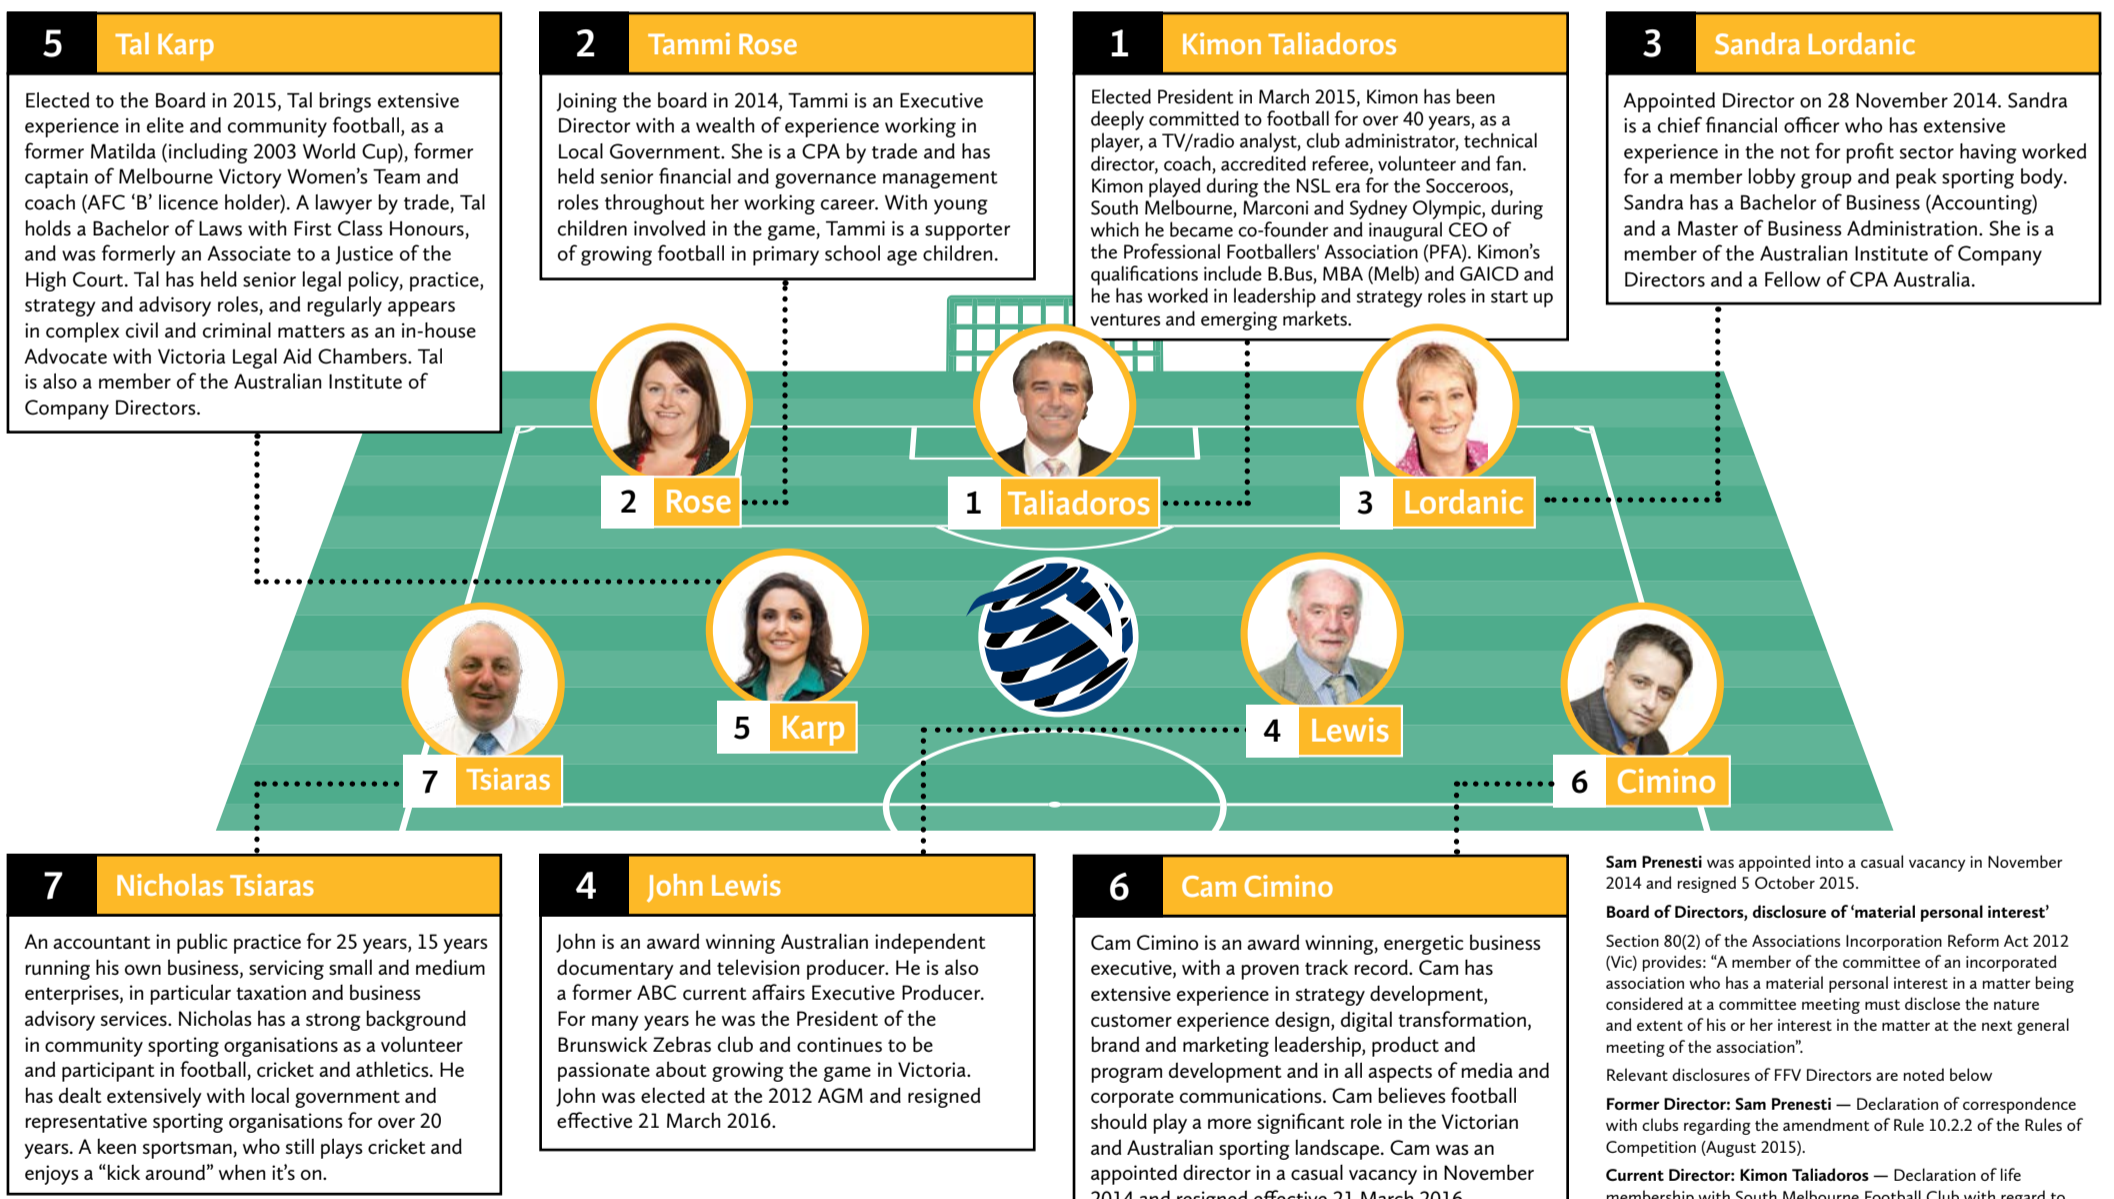 5 Tal Karp
Elected to the Board in 2015, Tal brings extensive
experience in elite and community football, as a
former Matilda (including 2003 World Cup), former
captain of Melbourne Victory Women's Team and
coach (AFC ‘B’ licence holder). A lawyer by trade, Tal
holds a Bachelor of Laws with First Class Honours,
and was formerly an Associate to a Justice of the
High Court. Tal has held senior legal policy, practice,
strategy and advisory roles, and regularly appears
in complex civil and criminal matters as an in-house
Advocate with Victoria Legal Aid Chambers. Tal
is also a member of the Australian Institute of
Company Directors.
2 Tammi Rose
Joining the board in 2014, Tammi is an Executive
Director with a wealth of experience working in
Local Government. She is a CPA by trade and has
held senior financial and governance management
roles throughout her working career. With young
children involved in the game, Tammi is a supporter
of growing football in primary school age children.
1 Kimon Taliadoros
Elected President in March 2015, Kimon has been
deeply committed to football for over 40 years, as a
player, a TV/radio analyst, club administrator, technical
director, coach, accredited referee, volunteer and fan.
Kimon played during the NSL era for the Socceroos,
South Melbourne, Marconi and Sydney Olympic, during
which he became co-founder and inaugural CEO of
the Professional Footballers' Association (PFA). Kimon's
qualifications include B.Bus, MBA (Melb) and GAICD and
he has worked in leadership and strategy roles in start up
ventures and emerging markets.
3 Sandra Lordanic
Appointed Director on 28 November 2014. Sandra
is a chief financial officer who has extensive
experience in the not for profit sector having worked
for a member lobby group and peak sporting body.
Sandra has a Bachelor of Business (Accounting)
and a Master of Business Administration. She is a
member of the Australian Institute of Company
Directors and a Fellow of CPA Australia.
2 Rose
1 Taliadoros
3 Lordanic
5 Karp
4 Lewis
7 Tsiaras
6 Cimino
7 Nicholas Tsiaras
An accountant in public practice for 25 years, 15 years
running his own business, servicing small and medium
enterprises, in particular taxation and business
advisory services. Nicholas has a strong background
in community sporting organisations as a volunteer
and participant in football, cricket and athletics. He
has dealt extensively with local government and
representative sporting organisations for over 20
years. A keen sportsman, who still plays cricket and
enjoys a “kick around” when it's on.
4 John Lewis
John is an award winning Australian independent
documentary and television producer. He is also
a former ABC current affairs Executive Producer.
For many years he was the President of the
Brunswick Zebras club and continues to be
passionate about growing the game in Victoria.
John was elected at the 2012 AGM and resigned
effective 21 March 2016.
6 Cam Cimino
Cam Cimino is an award winning, energetic business
executive, with a proven track record. Cam has
extensive experience in strategy development,
customer experience design, digital transformation,
brand and marketing leadership, product and
program development and in all aspects of media and
corporate communications. Cam believes football
should play a more significant role in the Victorian
and Australian sporting landscape. Cam was an
appointed director in a casual vacancy in November
2014 and resigned effective 21 March 2016.
Sam Prenesti was appointed into a casual vacancy in November
2014 and resigned 5 October 2015.
Board of Directors, disclosure of ‘material personal interest’
Section 80(2) of the Associations Incorporation Reform Act 2012
(Vic) provides: “A member of the committee of an incorporated
association who has a material personal interest in a matter being
considered at a committee meeting must disclose the nature
and extent of his or her interest in the matter at the next general
meeting of the association”.
Relevant disclosures of FFV Directors are noted below
Former Director: Sam Prenesti — Declaration of correspondence
with clubs regarding the amendment of Rule 10.2.2 of the Rules of
Competition (August 2015).
Current Director: Kimon Taliadoros — Declaration of life
membership with South Melbourne Football Club with regard to